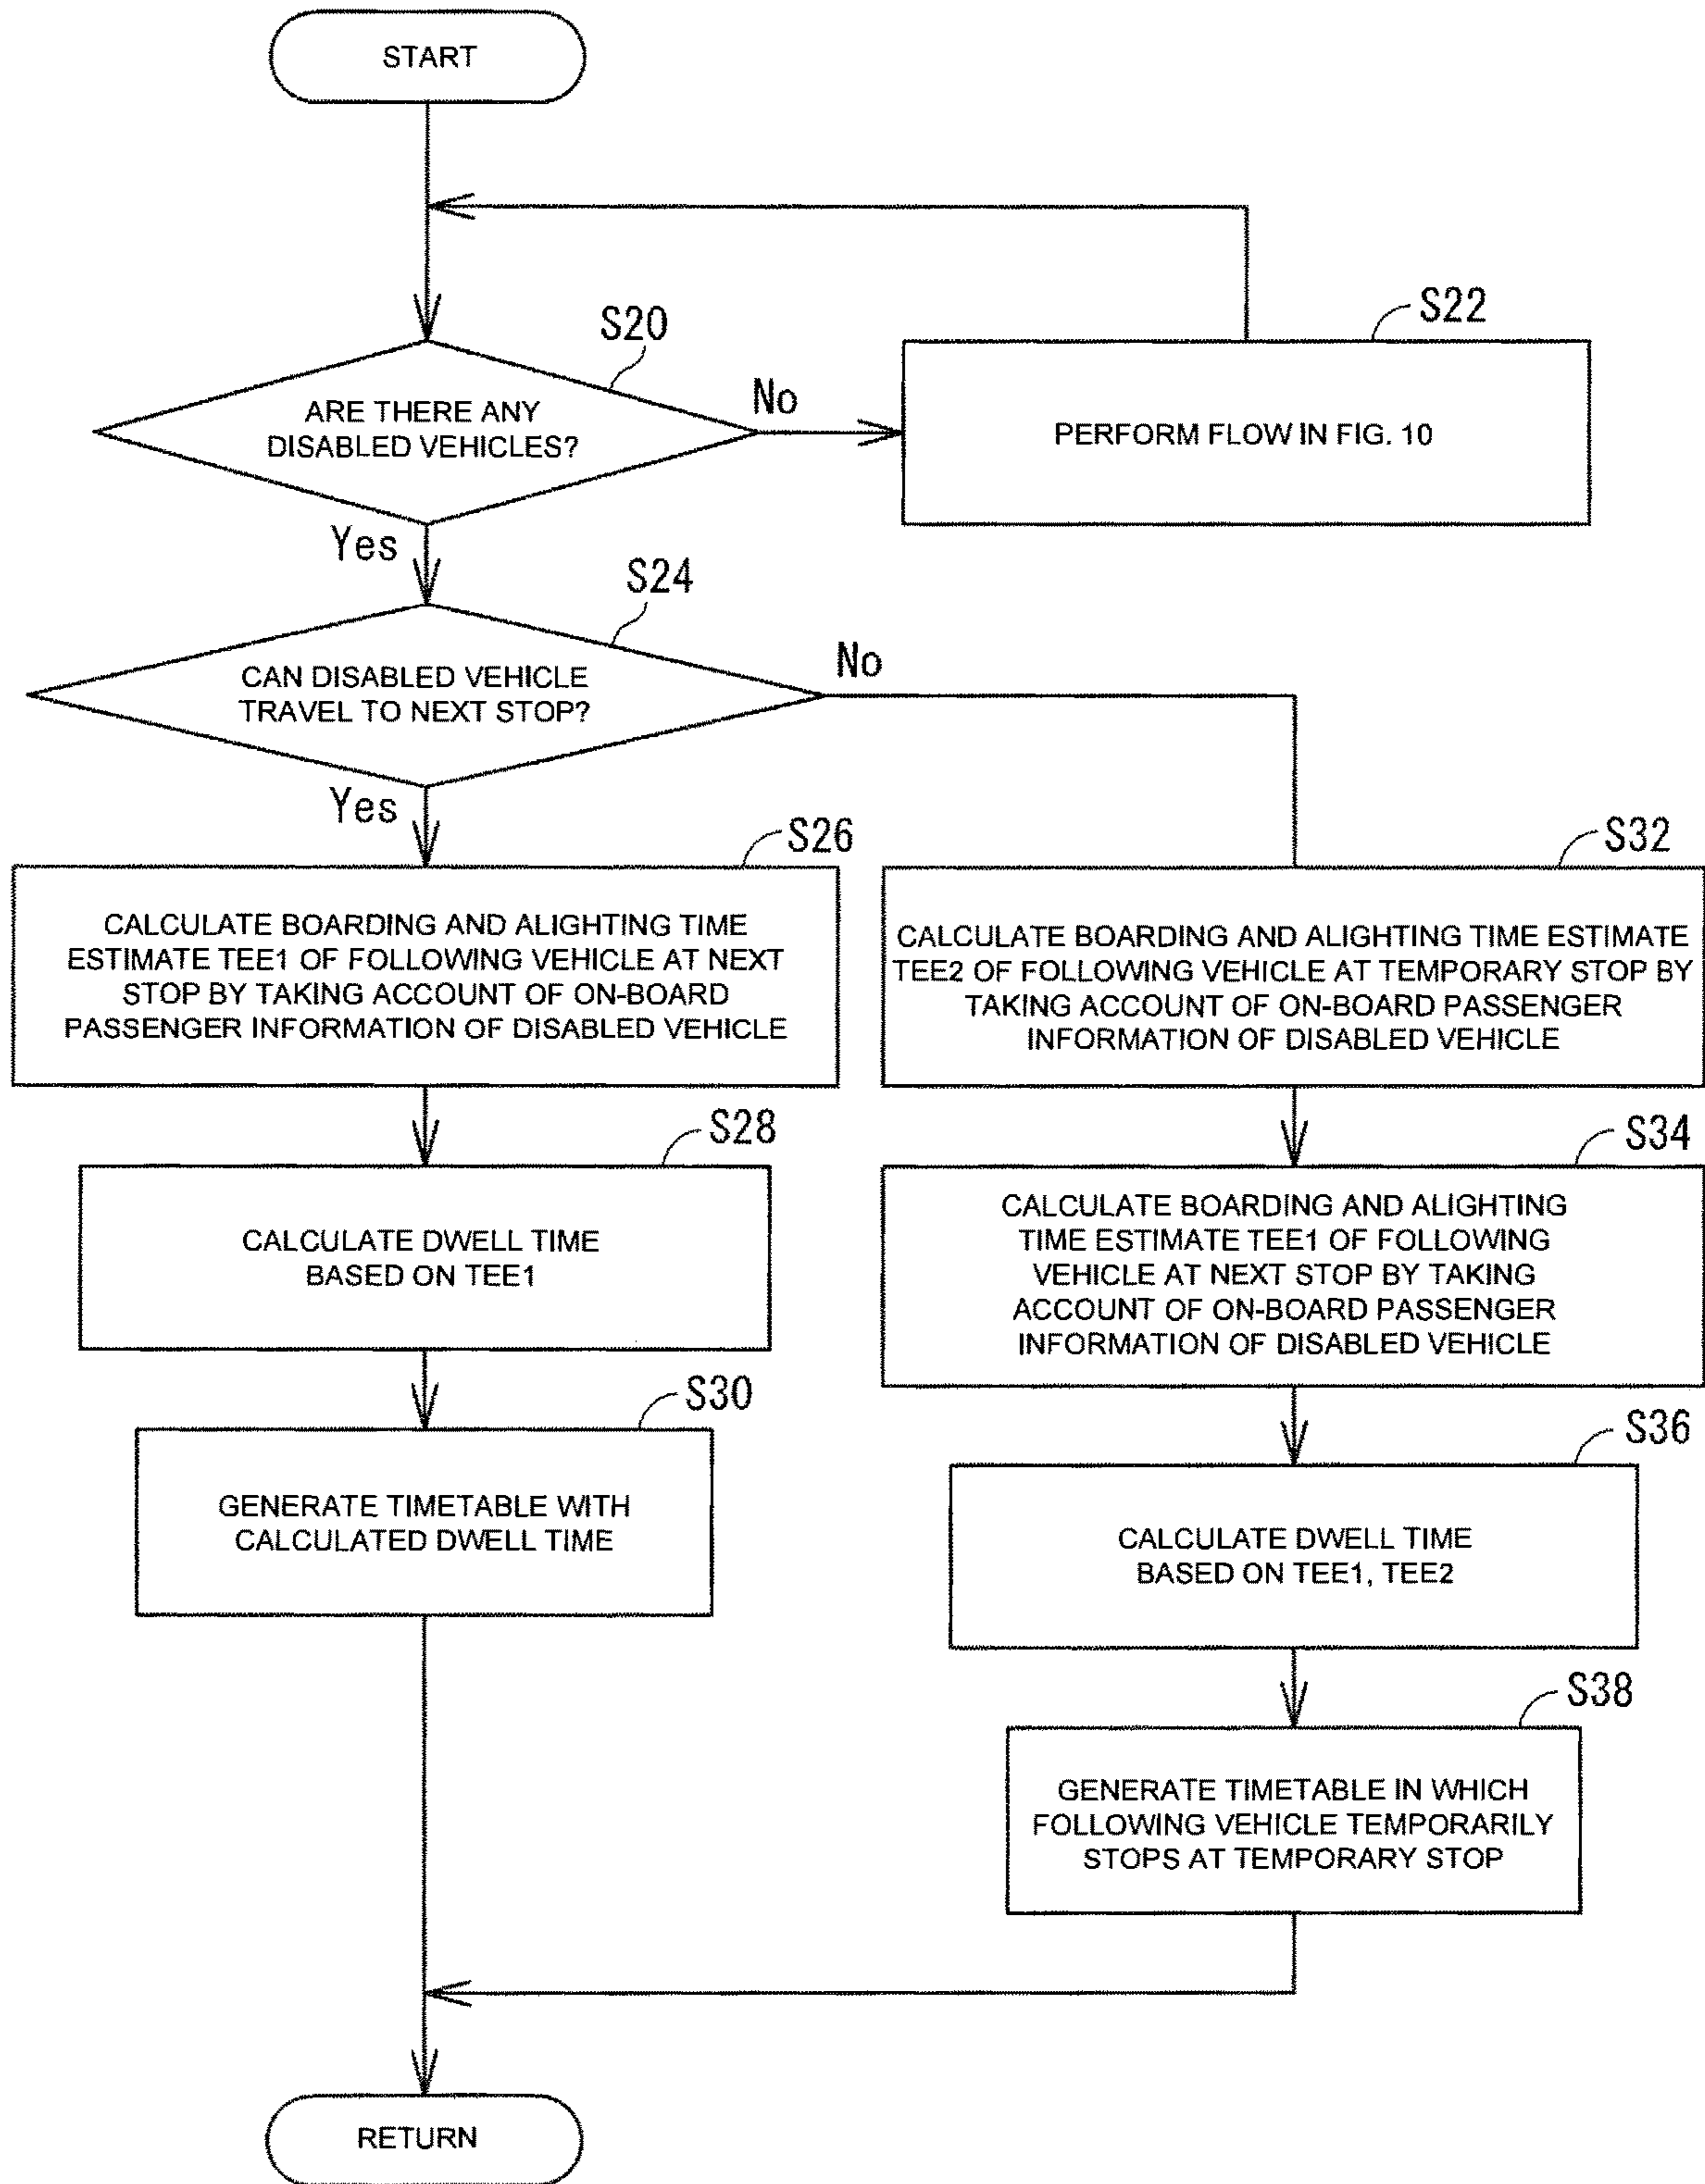 START
S20
S22
ARE THERE ANY
DISABLED VEHICLES?
No
PERFORM FLOW IN FIG. 10
Yes
S24
CAN DISABLED VEHICLE
TRAVEL TO NEXT STOP?
No
Yes
S26
CALCULATE BOARDING AND ALIGHTING TIME
ESTIMATE TEE1 OF FOLLOWING VEHICLE AT NEXT
STOP BY TAKING ACCOUNT OF ON-BOARD
PASSENGER INFORMATION OF DISABLED VEHICLE
S28
CALCULATE DWELL TIME
BASED ON TEE1
S30
GENERATE TIMETABLE WITH
CALCULATED DWELL TIME
S32
CALCULATE BOARDING AND ALIGHTING TIME ESTIMATE
TEE2 OF FOLLOWING VEHICLE AT TEMPORARY STOP BY
TAKING ACCOUNT OF ON-BOARD PASSENGER
INFORMATION OF DISABLED VEHICLE
S34
CALCULATE BOARDING AND ALIGHTING
TIME ESTIMATE TEE1 OF FOLLOWING
VEHICLE AT NEXT STOP BY TAKING
ACCOUNT OF ON-BOARD PASSENGER
INFORMATION OF DISABLED VEHICLE
S36
CALCULATE DWELL TIME
BASED ON TEE1, TEE2
S38
GENERATE TIMETABLE IN WHICH
FOLLOWING VEHICLE TEMPORARILY
STOPS AT TEMPORARY STOP
RETURN